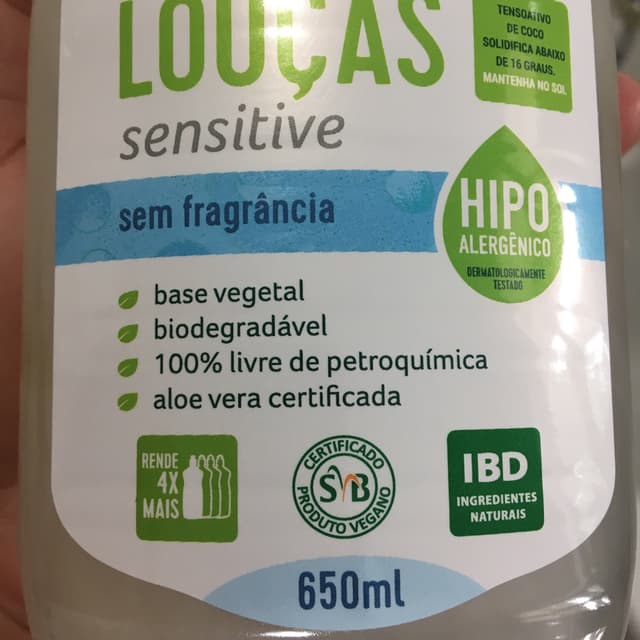 LOUÇAS
sensitive
TENSOATIVO
DE COCO
SOLIDIFICA ABAIXO
DE 16 GRAUS.
MANTENHA NO SOL
sem fragrância
HIPO
ALERGÊNICO
DERMATOLOGICAMENTE
TESTADO
base vegetal
biodegradável
100% livre de petroquímica
aloe vera certificada
RENDE
4X
MAIS
CERTIFICADO
SVB
PRODUTO VEGANO
IBD
INGREDIENTES
NATURAIS
650ml